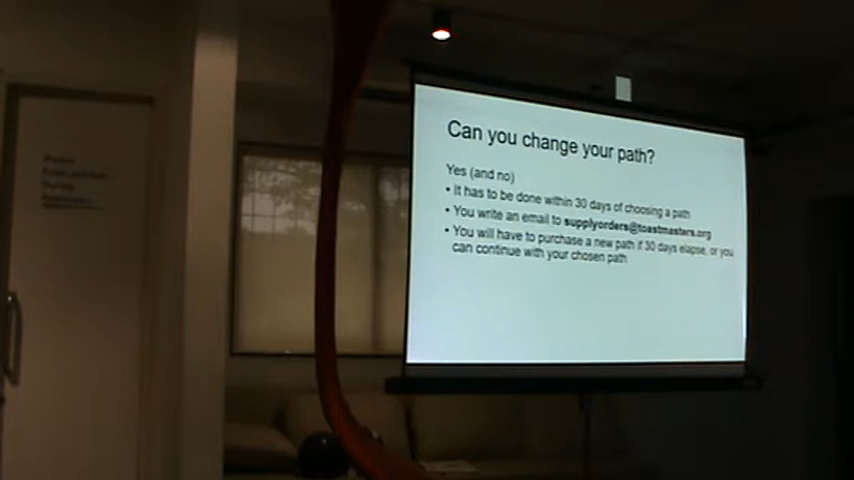 Can you change your path?
Yes (and no)
• It has to be done within 30 days of choosing a path
• You write an email to supplyorders@toastmasters.org
• You will have to purchase a new path if 30 days elapse, or you
can continue with your chosen path